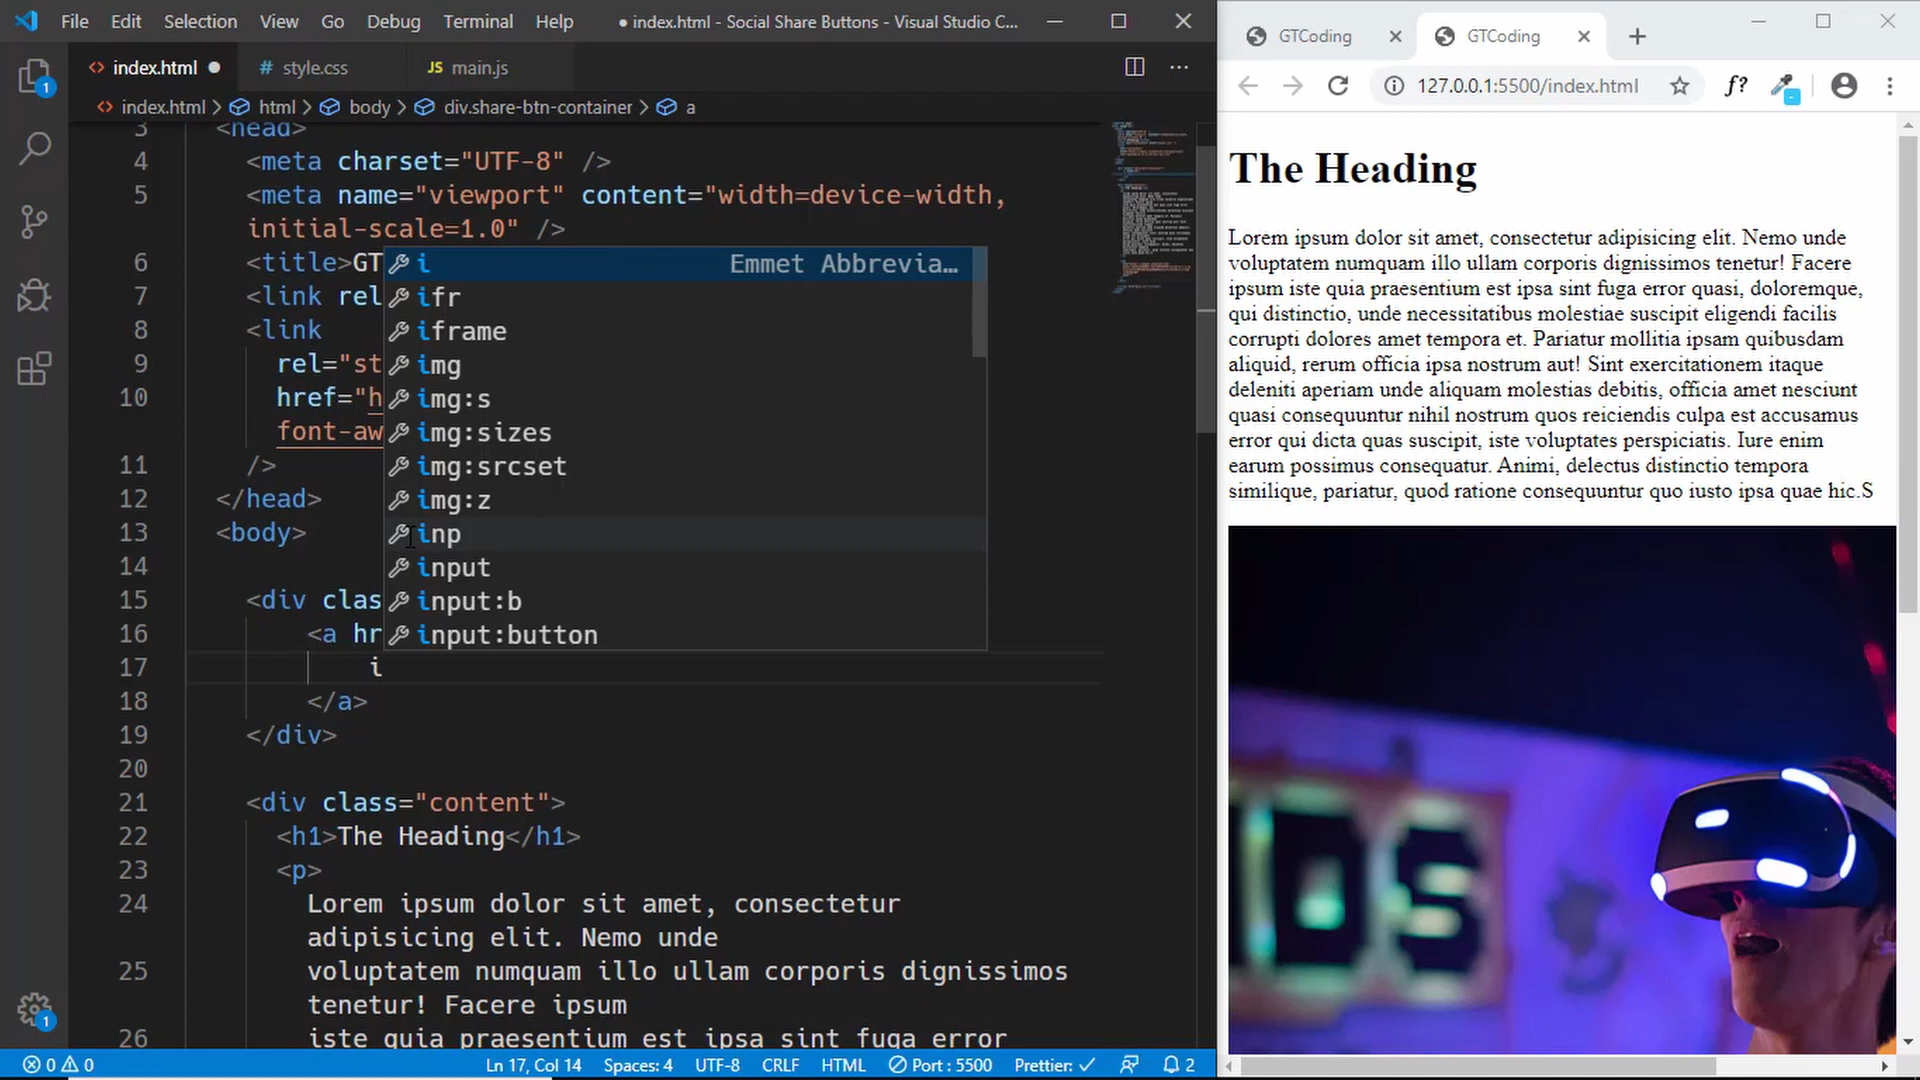 File Edit Selection View Go Debug Terminal Help ● index.html - Social Share Buttons - Visual Studio C...
<> index.html ● # style.css JS main.js ...
<> index.html > html > body > div.share-btn-container > a
3 <head>
4 <meta charset="UTF-8" />
5 <meta name="viewport" content="width=device-width,
initial-scale=1.0" />
6 <title>GT
7 <link rel
8 <link
9 rel="st
10 href="h
font-aw
11 />
12 </head>
13 <body>
14
15 <div clas
16 <a hr
17 i
18 </a>
19 </div>
20
21 <div class="content">
22 <h1>The Heading</h1>
23 <p>
24 Lorem ipsum dolor sit amet, consectetur
adipisicing elit. Nemo unde
25 voluptatem numquam illo ullam corporis dignissimos
tenetur! Facere ipsum
26 iste quia praesentium est ipsa sint fuga error
i Emmet Abbrevia...
ifr
iframe
img
img:s
img:sizes
img:srcset
img:z
inp
input
input:b
input:button
1
1
0 0 Ln 17, Col 14 Spaces: 4 UTF-8 CRLF HTML Port : 5500 Prettier: ✓ 2
GTCoding GTCoding
127.0.0.1:5500/index.html f?
The Heading
Lorem ipsum dolor sit amet, consectetur adipisicing elit. Nemo unde
voluptatem numquam illo ullam corporis dignissimos tenetur! Facere
ipsum iste quia praesentium est ipsa sint fuga error quasi, doloremque,
qui distinctio, unde necessitatibus molestiae suscipit eligendi facilis
corrupti dolores amet tempora et. Pariatur mollitia ipsam quibusdam
aliquid, rerum officia ipsa nostrum aut! Sint exercitationem itaque
deleniti aperiam unde aliquam molestias debitis, officia amet nesciunt
quasi consequuntur nihil nostrum quos reiciendis culpa est accusamus
error qui dicta quas suscipit, iste voluptates perspiciatis. Iure enim
earum possimus consequatur. Animi, delectus distinctio tempora
similique, pariatur, quod ratione consequuntur quo iusto ipsa quae hic.S